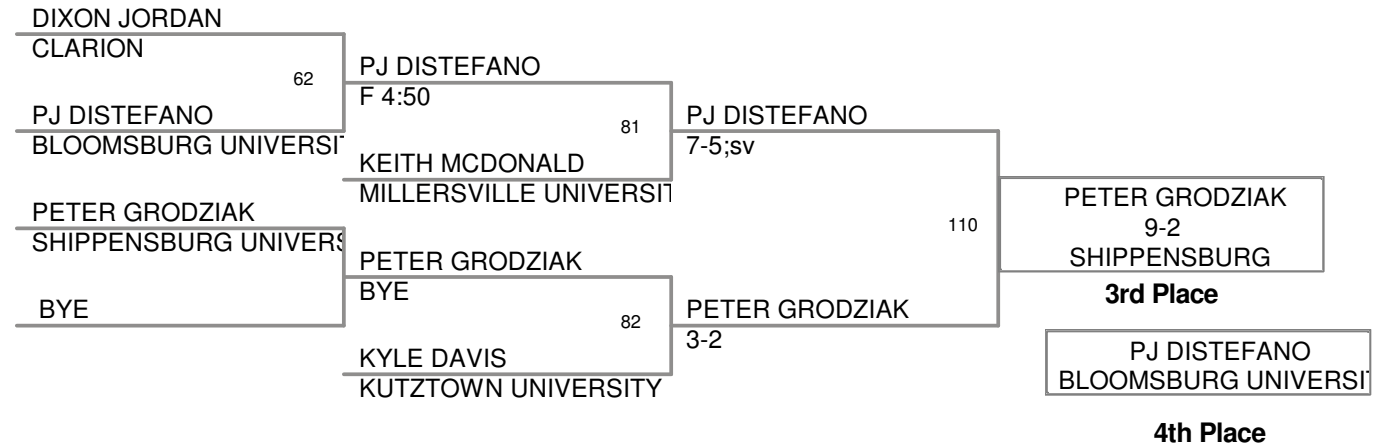 DIXON JORDAN
CLARION
62
PJ DISTEFANO
BLOOMSBURG UNIVERSI
PETER GRODZIAK
SHIPPENSBURG UNIVERS
BYE
PJ DISTEFANO
F 4:50
81
KEITH MCDONALD
MILLERSVILLE UNIVERSIT
PETER GRODZIAK
BYE
82
KYLE DAVIS
KUTZTOWN UNIVERSITY
PJ DISTEFANO
7-5;sv
110
PETER GRODZIAK
3-2
PETER GRODZIAK
9-2
SHIPPENSBURG
3rd Place
PJ DISTEFANO
BLOOMSBURG UNIVERSI
4th Place